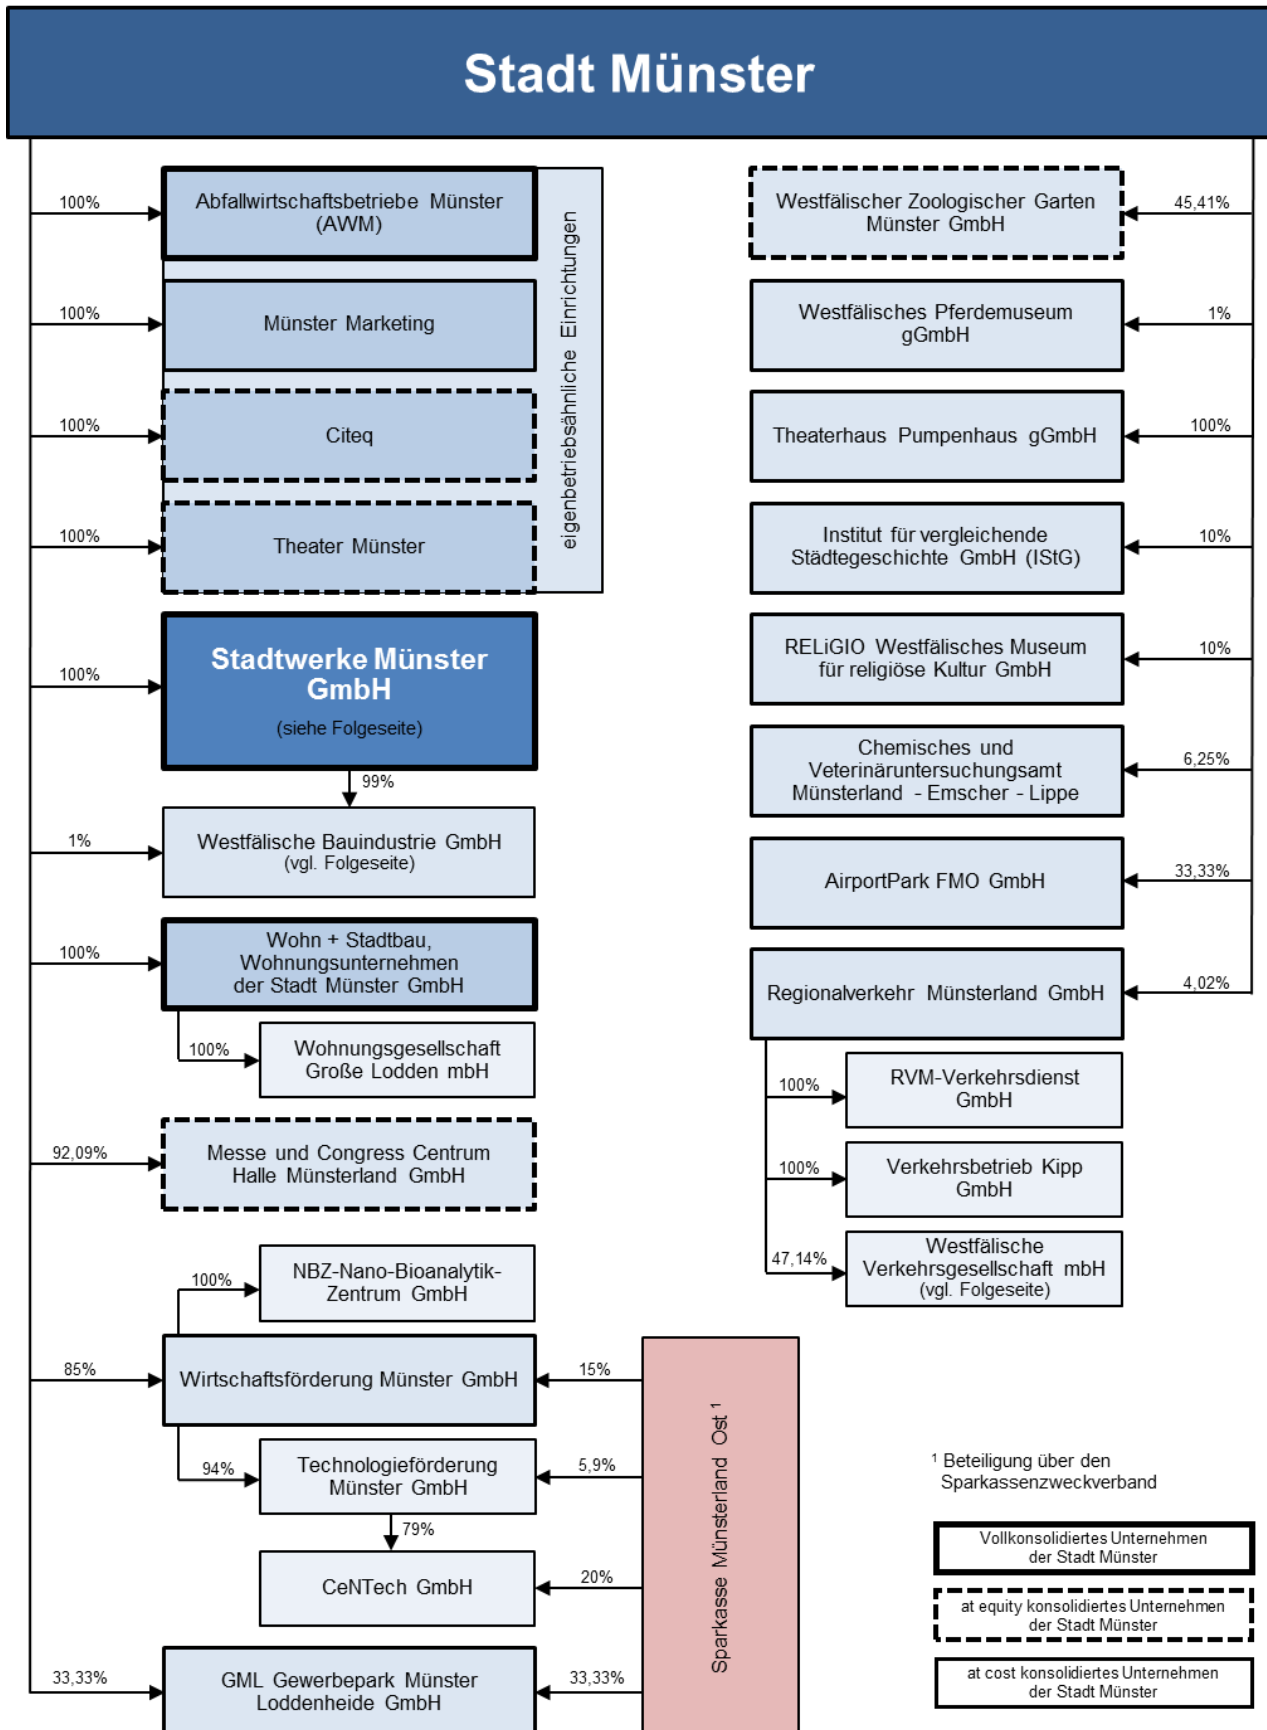 Stadt Münster
100%
Abfallwirtschaftsbetriebe Münster
(AWM)
100%
Münster Marketing
100%
Citeq
100%
Theater Münster
eigenbetriebsähnliche Einrichtungen
100%
Stadtwerke Münster
GmbH
(siehe Folgeseite)
99%
1%
Westfälische Bauindustrie GmbH
(vgl. Folgeseite)
100%
Wohn + Stadtbau,
Wohnungsunternehmen
der Stadt Münster GmbH
100%
Wohnungsgesellschaft
Große Lodden mbH
92,09%
Messe und Congress Centrum
Halle Münsterland GmbH
100%
NBZ-Nano-Bioanalytik-
Zentrum GmbH
85%
Wirtschaftsförderung Münster GmbH
15%
94%
Technologieförderung
Münster GmbH
5,9%
79%
CeNTech GmbH
20%
33,33%
GML Gewerbepark Münster
Loddenheide GmbH
33,33%
Sparkasse Münsterland Ost ¹
Westfälischer Zoologischer Garten
Münster GmbH
45,41%
Westfälisches Pferdemuseum
gGmbH
1%
Theaterhaus Pumpenhaus gGmbH
100%
Institut für vergleichende
Städtegeschichte GmbH (IStG)
10%
RELiGIO Westfälisches Museum
für religiöse Kultur GmbH
10%
Chemisches und
Veterinäruntersuchungsamt
Münsterland - Emscher - Lippe
6,25%
AirportPark FMO GmbH
33,33%
Regionalverkehr Münsterland GmbH
4,02%
100%
RVM-Verkehrsdienst
GmbH
100%
Verkehrsbetrieb Kipp
GmbH
47,14%
Westfälische
Verkehrsgesellschaft mbH
(vgl. Folgeseite)
¹ Beteiligung über den
Sparkassenzweckverband
Vollkonsolidiertes Unternehmen
der Stadt Münster
at equity konsolidiertes Unternehmen
der Stadt Münster
at cost konsolidiertes Unternehmen
der Stadt Münster